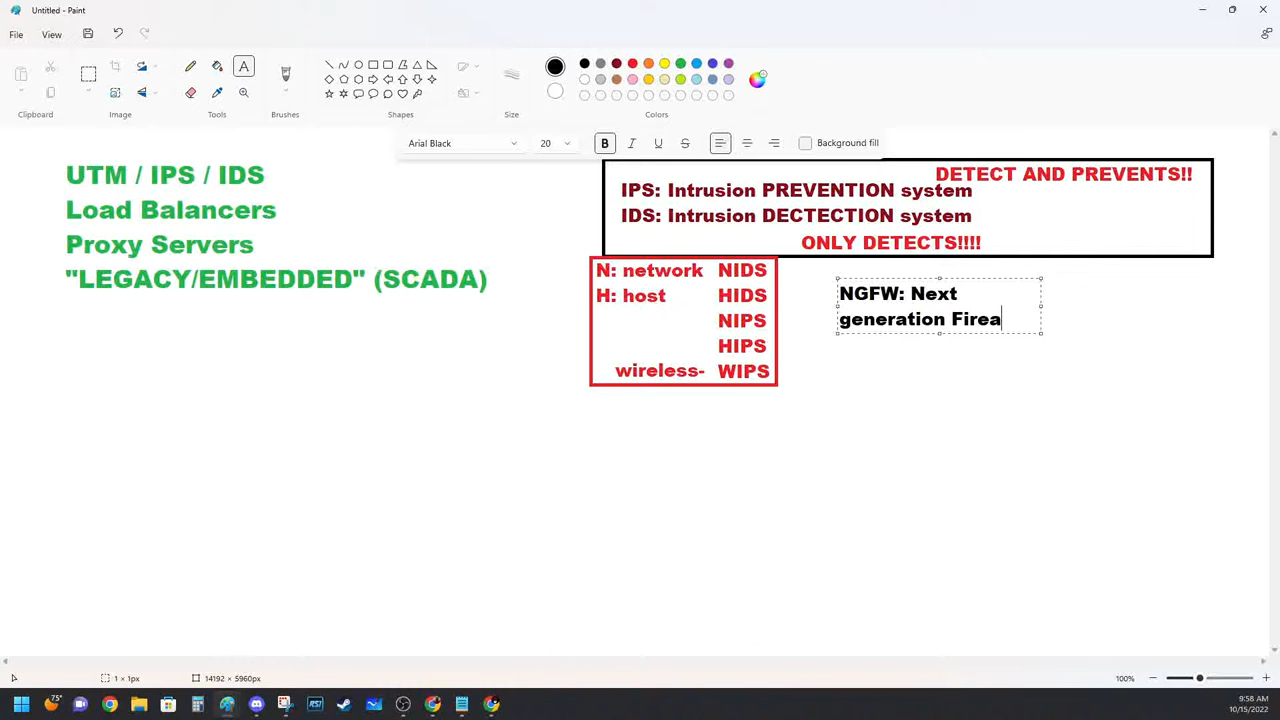 Untitled - Paint
File
View
Clipboard
Image
Tools
Brushes
Shapes
Size
Colors
Arial Black
20
B
I
U
S
Background fill
UTM / IPS / IDS
Load Balancers
Proxy Servers
"LEGACY/EMBEDDED" (SCADA)
DETECT AND PREVENTS!!
IPS: Intrusion PREVENTION system
IDS: Intrusion DECTECTION system
ONLY DETECTS!!!!
N: network NIDS
H: host HIDS
NIPS
HIPS
wireless- WIPS
NGFW: Next
generation Firea
1 × 1px
14192 × 5960px
100%
75°
RSI
9:58 AM
10/15/2022